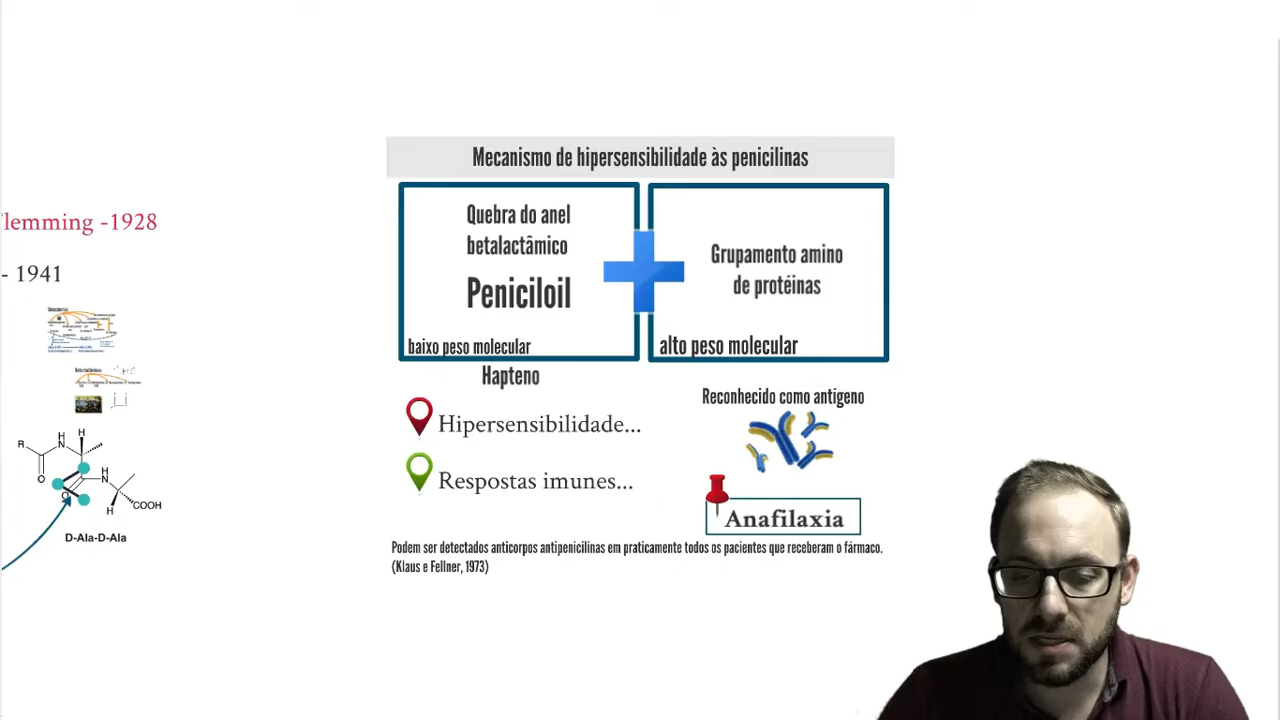 Mecanismo de hipersensibilidade às penicilinas
Quebra do anel
betalactâmico
Peniciloil
baixo peso molecular
Grupamento amino
de protéinas
alto peso molecular
Hapteno
Reconhecido como antígeno
Hipersensibilidade...
Respostas imunes...
Anafilaxia
Podem ser detectados anticorpos antipenicilinas em praticamente todos os pacientes que receberam o fármaco.
(Klaus e Fellner, 1973)
lemming -1928
- 1941
R
N
H
H
O
H
N
O
H
COOH
D-Ala-D-Ala